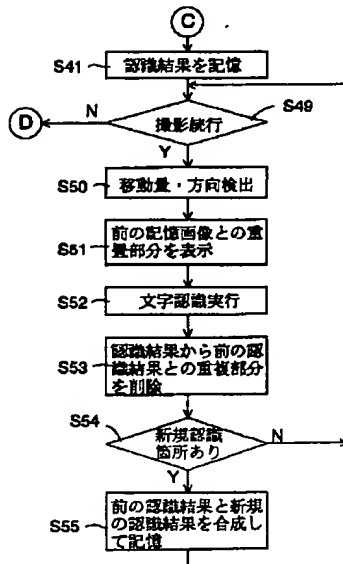 C
S41
認識結果を記憶
S49
D
N
撮影続行
Y
S50
移動量・方向検出
S51
前の記憶画像との重
畳部分を表示
S52
文字認識実行
S53
認識結果から前の認
識結果との重複部分
を削除
S54
新規認識
箇所あり
N
Y
S55
前の認識結果と新規
の認識結果を合成し
て記憶